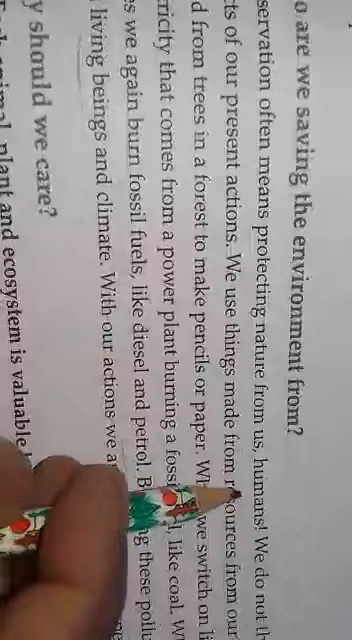 are we saving the environment from?
servation often means protecting nature from us, humans! We do not
cts of our present actions. We use things made from r ources from ou
d from trees in a forest to make pencils or paper. we switch on
ricity that comes from a power plant burning a foss l, like coal. W
es we again burn fossil fuels, like diesel and petrol. B ng these pollu
living beings and climate. With our actions we a
y should we care?
animal, plant and ecosystem is valuable